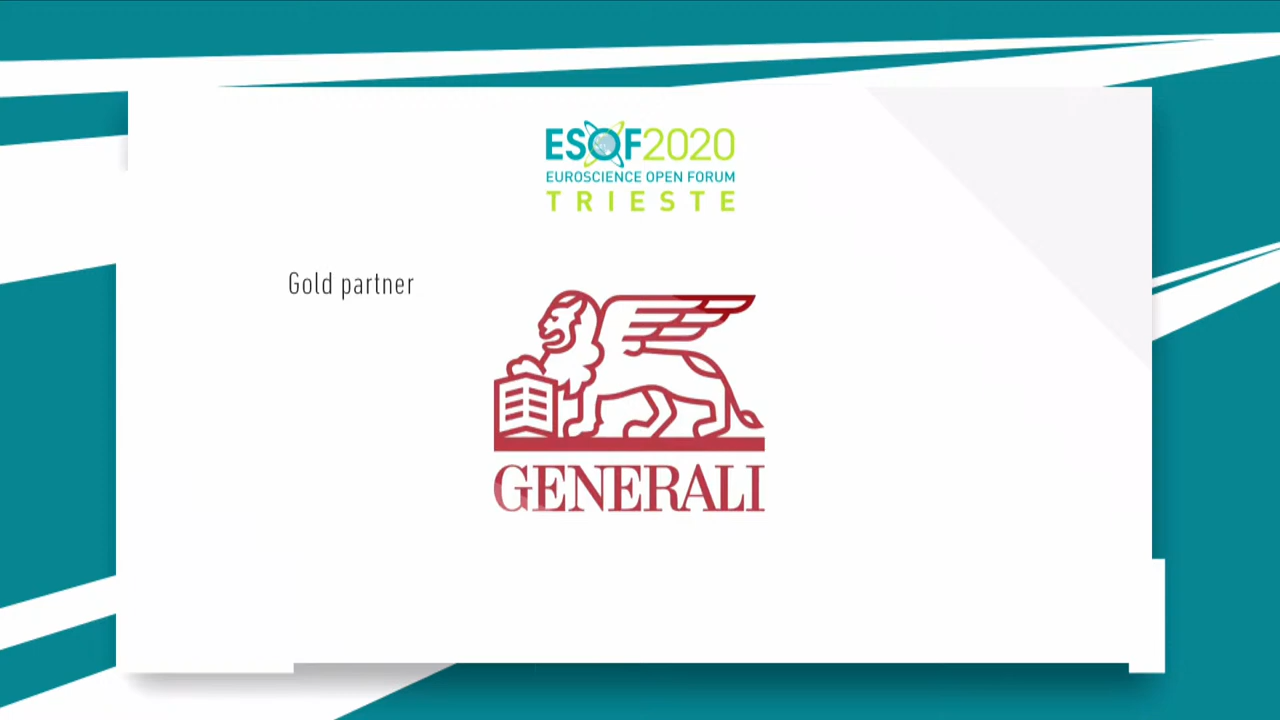 ESOF2020
EUROSCIENCE OPEN FORUM
TRIESTE
Gold partner
GENERALI